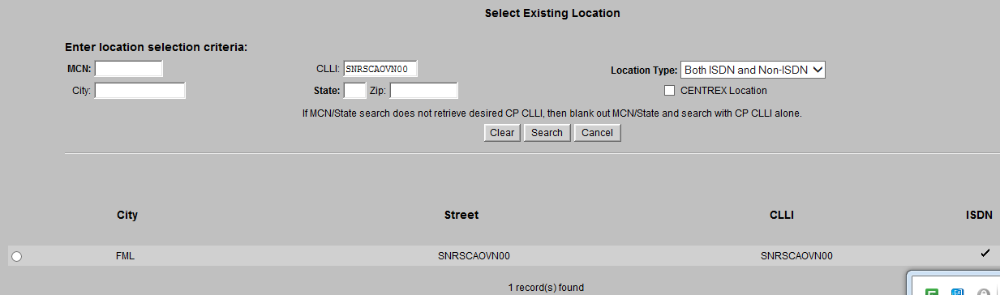 Select Existing Location
Enter location selection criteria:
MCN: CLLI: SNRSCAOVN00 Location Type: Both ISDN and Non-ISDN
City: State: Zip: CENTREX Location
If MCN/State search does not retrieve desired CP CLLI, then blank out MCN/State and search with CP CLLI alone.
Clear Search Cancel
City Street CLLI ISDN
FML SNRSCAOVN00 SNRSCAOVN00
1 record(s) found